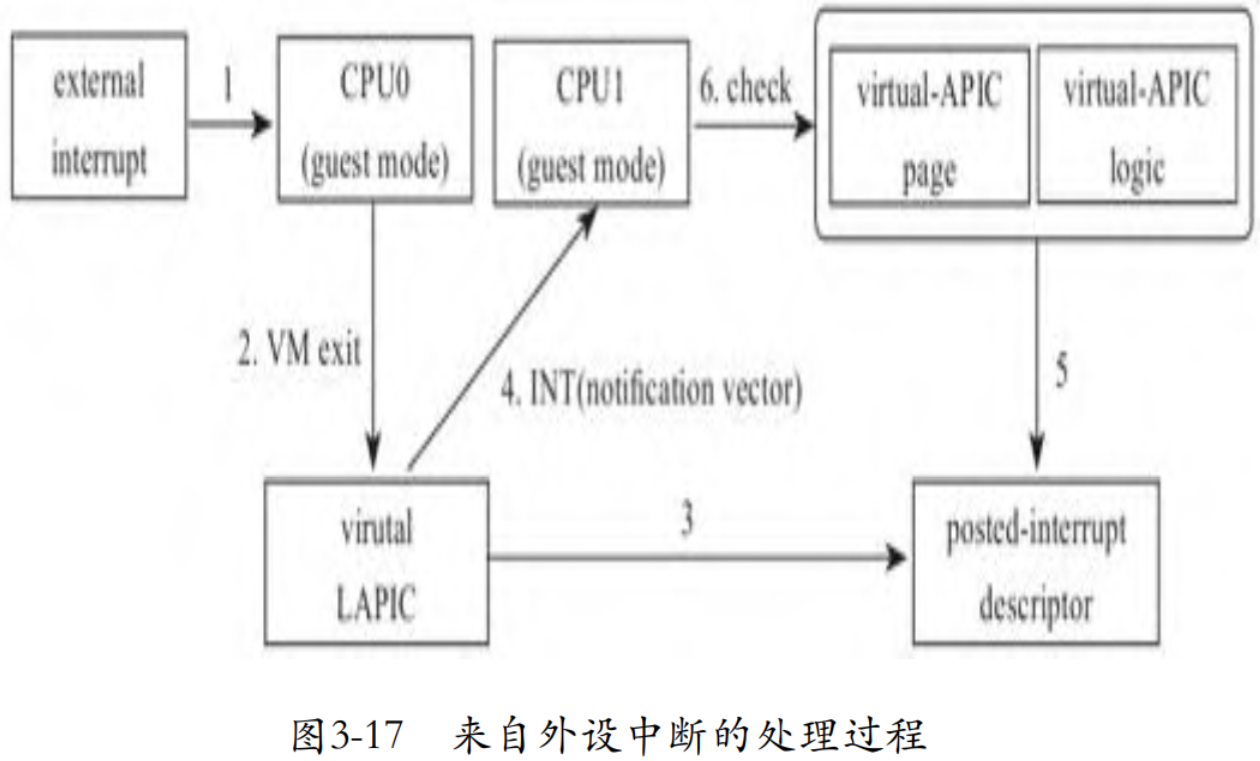 external
interrupt
1
CPU0
(guest mode)
CPU1
(guest mode)
6. check
virtual-APIC
page
virtual-APIC
logic
2. VM exit
4. INT(notification vector)
5
virutal
LAPIC
3
posted-interrupt
descriptor
图3-17 来自外设中断的处理过程